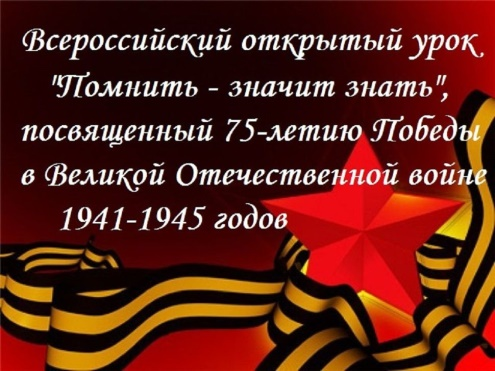 Всероссийский открытый урок
"Помнить - значит знать",
посвященный 75-летию Победы
в Великой Отечественной войне
1941-1945 годов